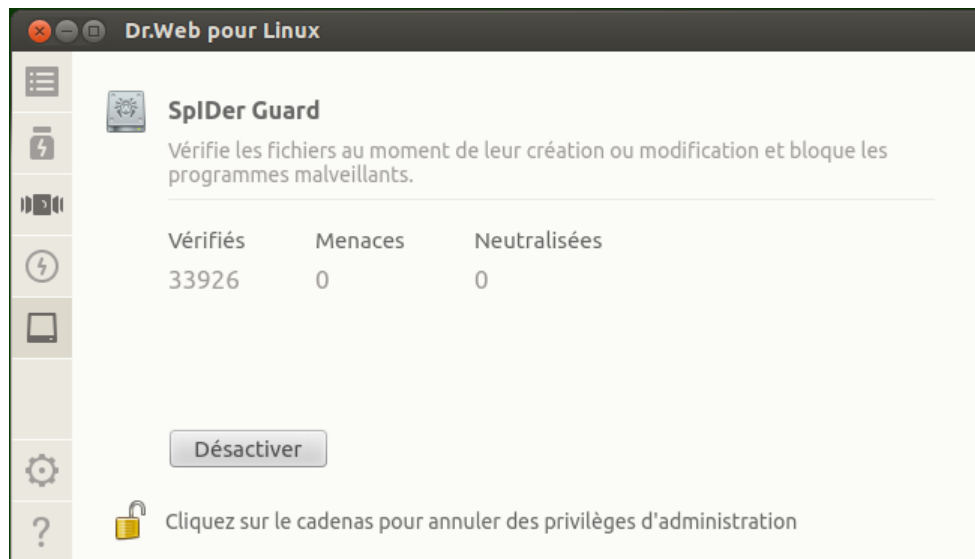 Dr.Web pour Linux
SpIDer Guard
Vérifie les fichiers au moment de leur création ou modification et bloque les
programmes malveillants.
Vérifiés Menaces Neutralisées
33926 0 0
Désactiver
Cliquez sur le cadenas pour annuler des privilèges d'administration